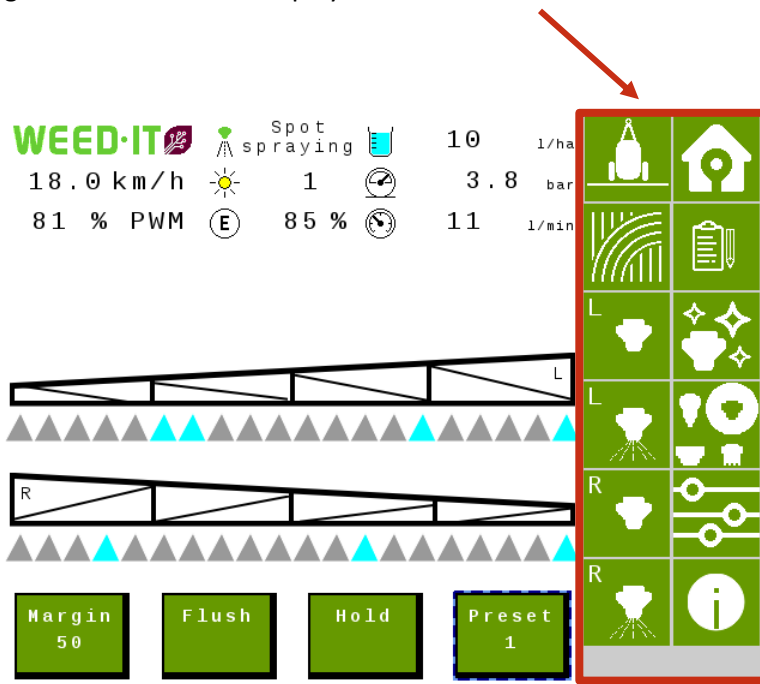 WEED·IT Spot spraying 10 l/ha
18.0 km/h 1 3.8 bar
81 % PWM E 85 % 11 l/min
L
L
L
R
R
R
Margin 50
Flush
Hold
Preset 1